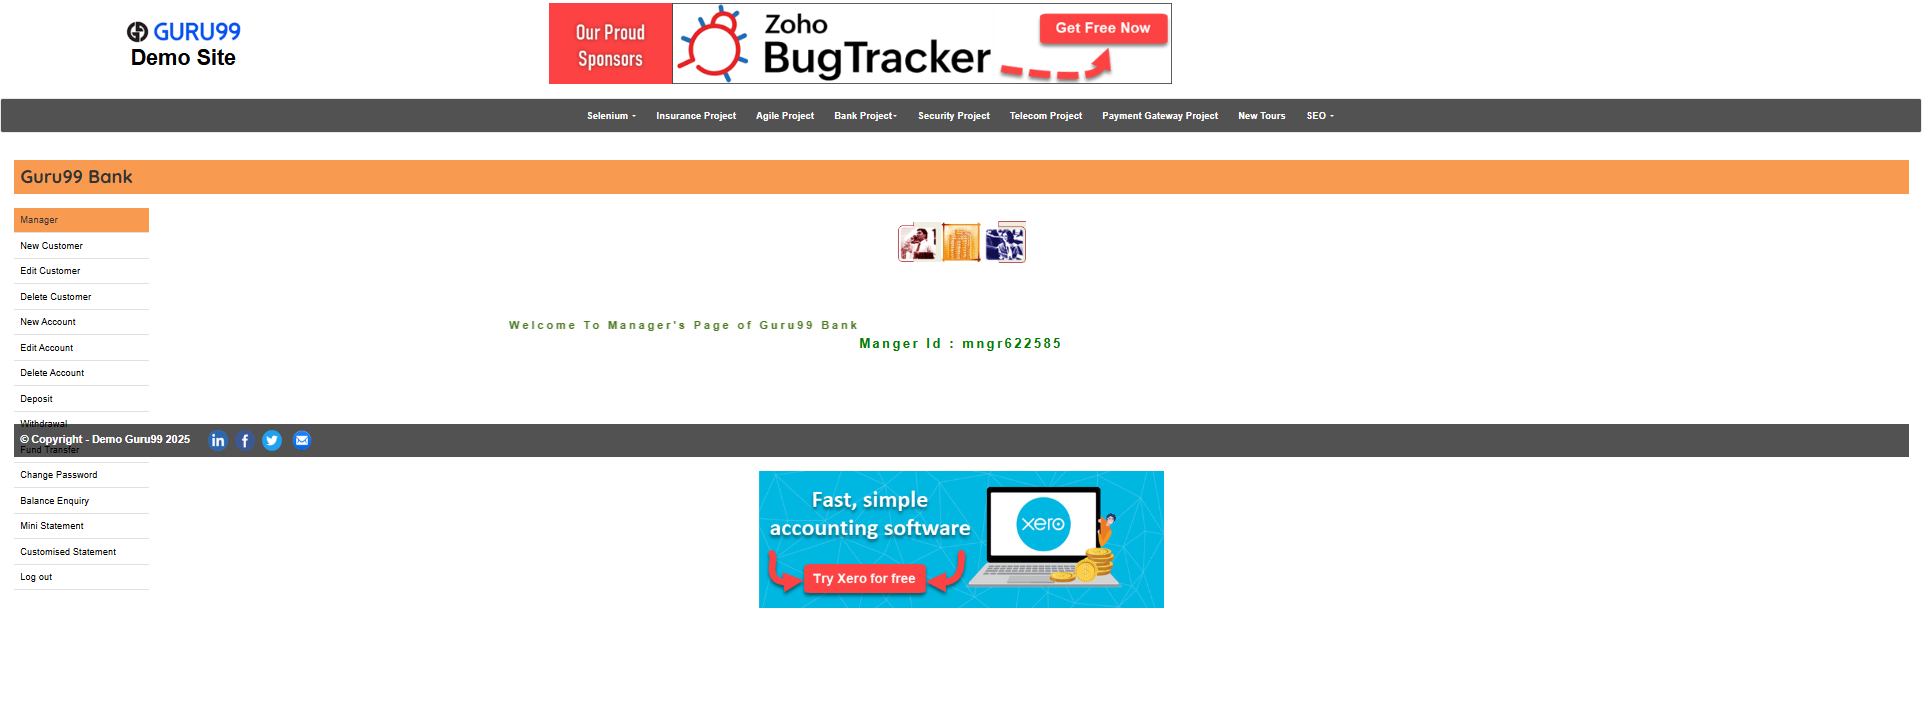 GURU99
Demo Site
Our Proud
Sponsors
Zoho
BugTracker
Get Free Now
Selenium Insurance Project Agile Project Bank Project Security Project Telecom Project Payment Gateway Project New Tours SEO
Guru99 Bank
Manager
New Customer
Edit Customer
Delete Customer
New Account
Edit Account
Delete Account
Deposit
Withdrawal
Fund Transfer
Change Password
Balance Enquiry
Mini Statement
Customised Statement
Log out
Welcome To Manager's Page of Guru99 Bank
Manger Id : mngr622585
© Copyright - Demo Guru99 2025
Fast, simple
accounting software
Try Xero for free
xero